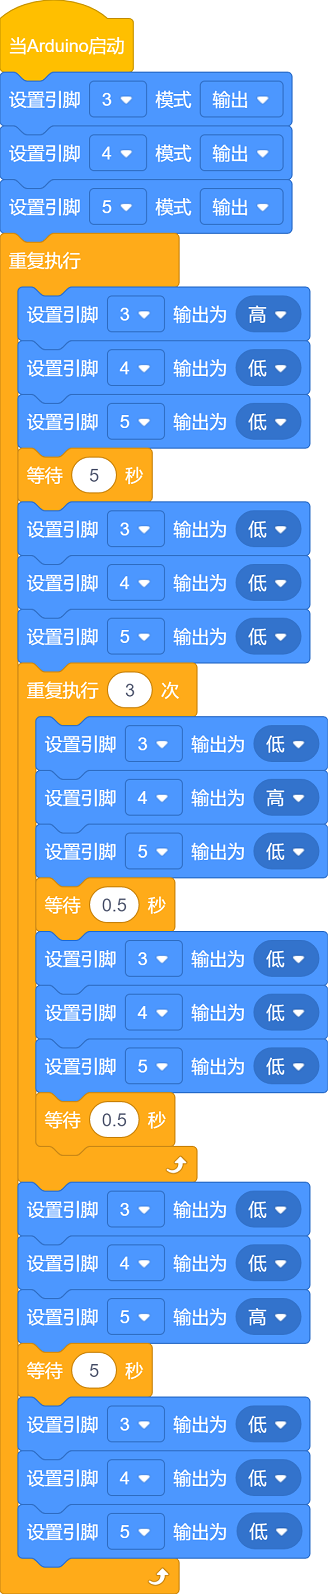 当Arduino启动
设置引脚 3 模式 输出
设置引脚 4 模式 输出
设置引脚 5 模式 输出
重复执行
设置引脚 3 输出为 高
设置引脚 4 输出为 低
设置引脚 5 输出为 低
等待 5 秒
设置引脚 3 输出为 低
设置引脚 4 输出为 低
设置引脚 5 输出为 低
重复执行 3 次
设置引脚 3 输出为 低
设置引脚 4 输出为 高
设置引脚 5 输出为 低
等待 0.5 秒
设置引脚 3 输出为 低
设置引脚 4 输出为 低
设置引脚 5 输出为 低
等待 0.5 秒
设置引脚 3 输出为 低
设置引脚 4 输出为 低
设置引脚 5 输出为 高
等待 5 秒
设置引脚 3 输出为 低
设置引脚 4 输出为 低
设置引脚 5 输出为 低